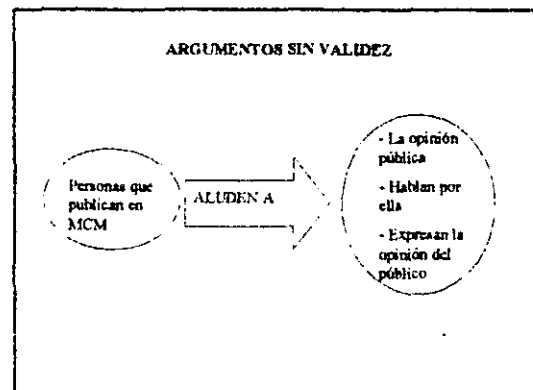 ARGUMENTOS SIN VALIDEZ
Personas que
publican en
MCM
ALUDEN A
- La opinión
pública
- Hablan por
ella
- Expresan la
opinión del
público